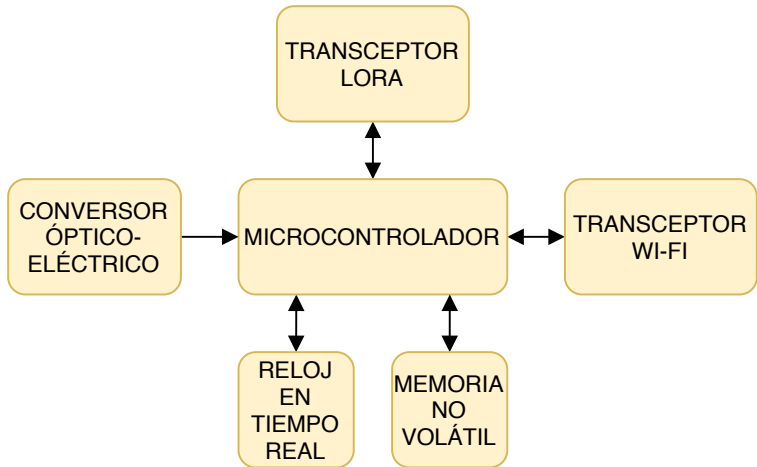 TRANSCEPTOR
LORA
CONVERSOR
ÓPTICO-
ELÉCTRICO
MICROCONTROLADOR
TRANSCEPTOR
WI-FI
RELOJ
EN
TIEMPO
REAL
MEMORIA
NO
VOLÁTIL